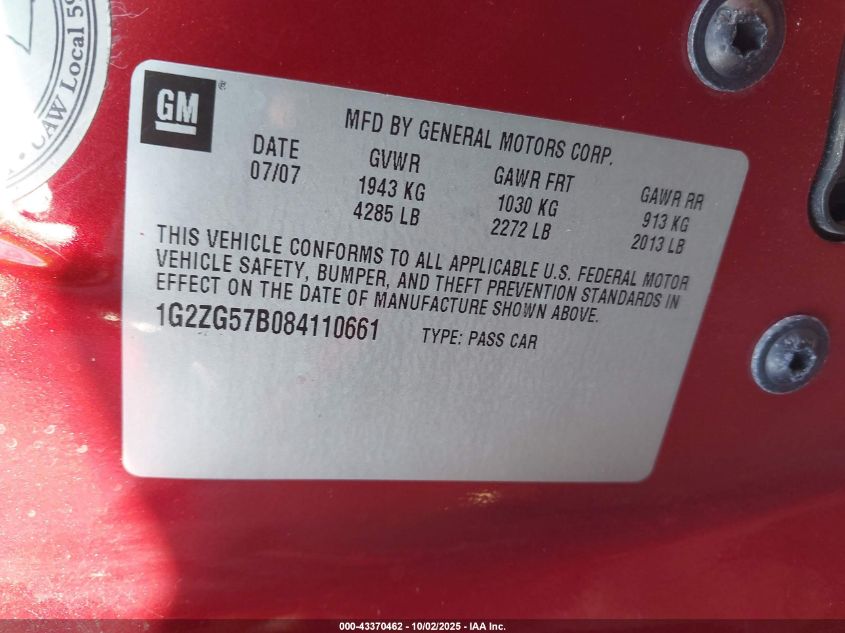 UAW Local 59
GM ®
MFD BY GENERAL MOTORS CORP.
DATE GVWR GAWR FRT GAWR RR
07/07 1943 KG 1030 KG 913 KG
4285 LB 2272 LB 2013 LB
THIS VEHICLE CONFORMS TO ALL APPLICABLE U.S. FEDERAL MOTOR
VEHICLE SAFETY, BUMPER, AND THEFT PREVENTION STANDARDS IN
EFFECT ON THE DATE OF MANUFACTURE SHOWN ABOVE.
1G2ZG57B084110661 TYPE: PASS CAR
000-43370462 - 10/02/2025 - IAA Inc.